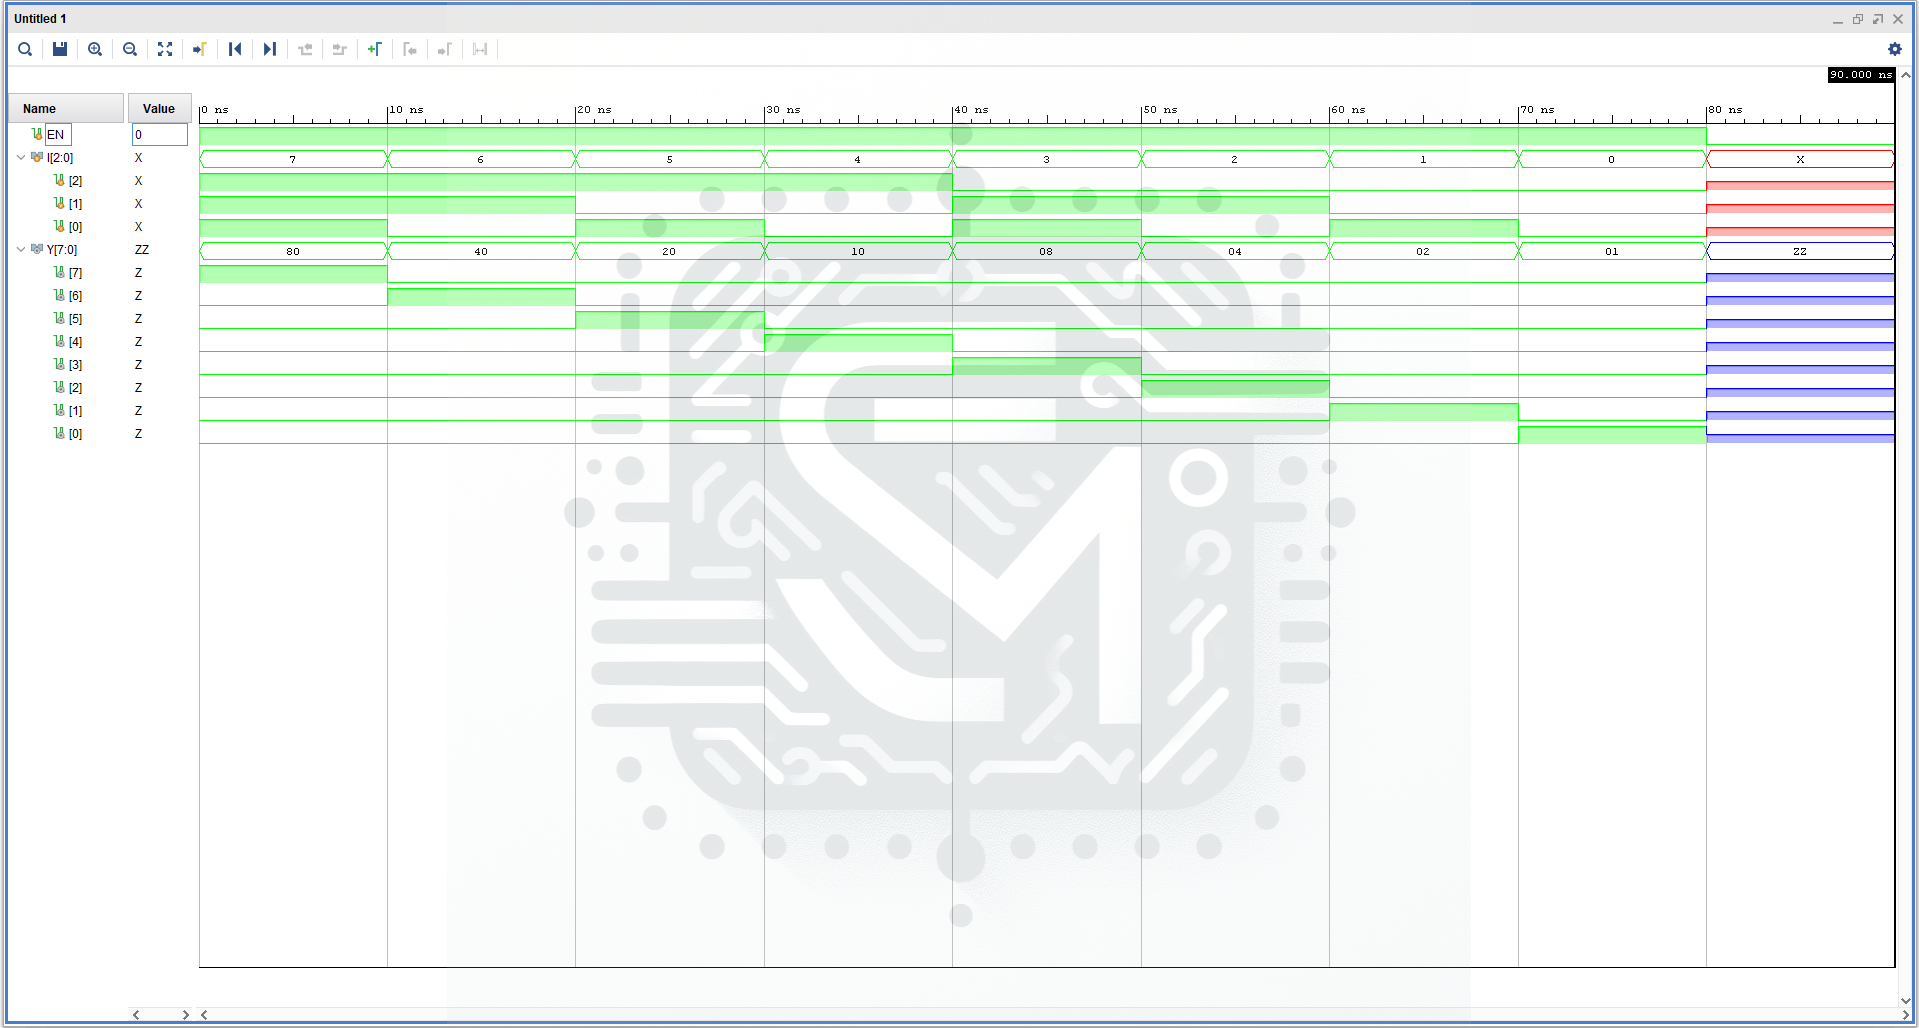 Untitled 1
90.000 ns
Name Value 0 ns 10 ns 20 ns 30 ns 40 ns 50 ns 60 ns 70 ns 80 ns
EN 0
I[2:0] X 7 6 5 4 3 2 1 0 X
[2] X
[1] X
[0] X
Y[7:0] ZZ 80 40 20 10 08 04 02 01 ZZ
[7] Z
[6] Z
[5] Z
[4] Z
[3] Z
[2] Z
[1] Z
[0] Z